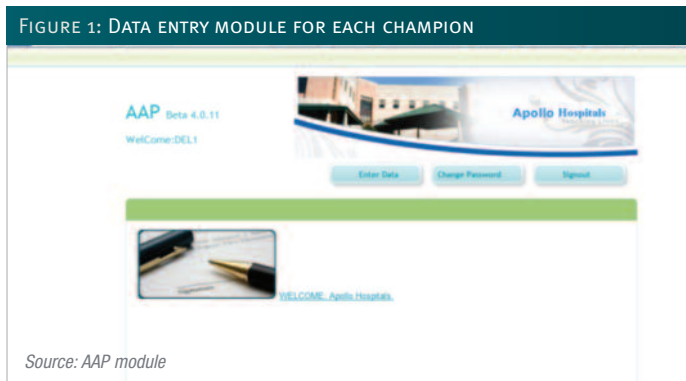 FIGURE 1: DATA ENTRY MODULE FOR EACH CHAMPION
AAP Beta 4.0.11
WelCome:DEL1
Apollo Hospitals
Enter Data
Change Password
Signout
WELCOME: Apollo Hospitals.
Source: AAP module